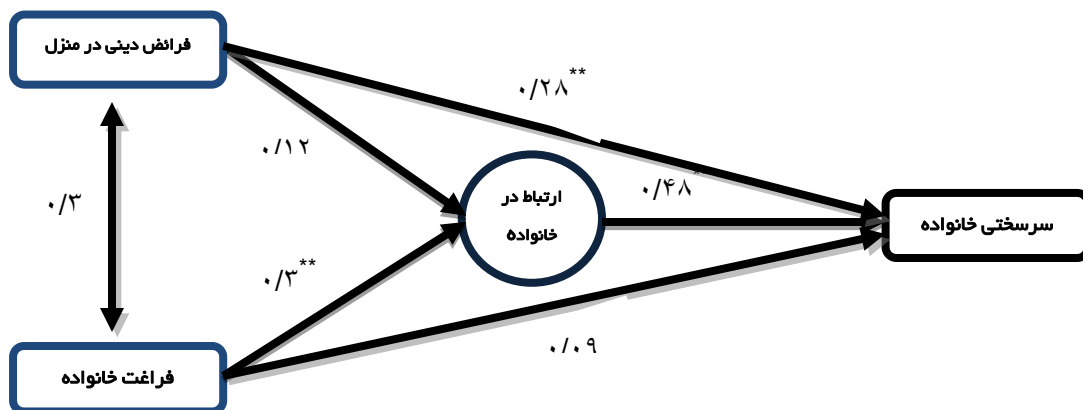 فرائض دینی در منزل
۰/۲۸**
۰/۱۲
ارتباط در
خانواده
۰/۴۸*
۰/۳
سرسختی خانواده
۰/۳**
۰/۰۹
فراغت خانواده